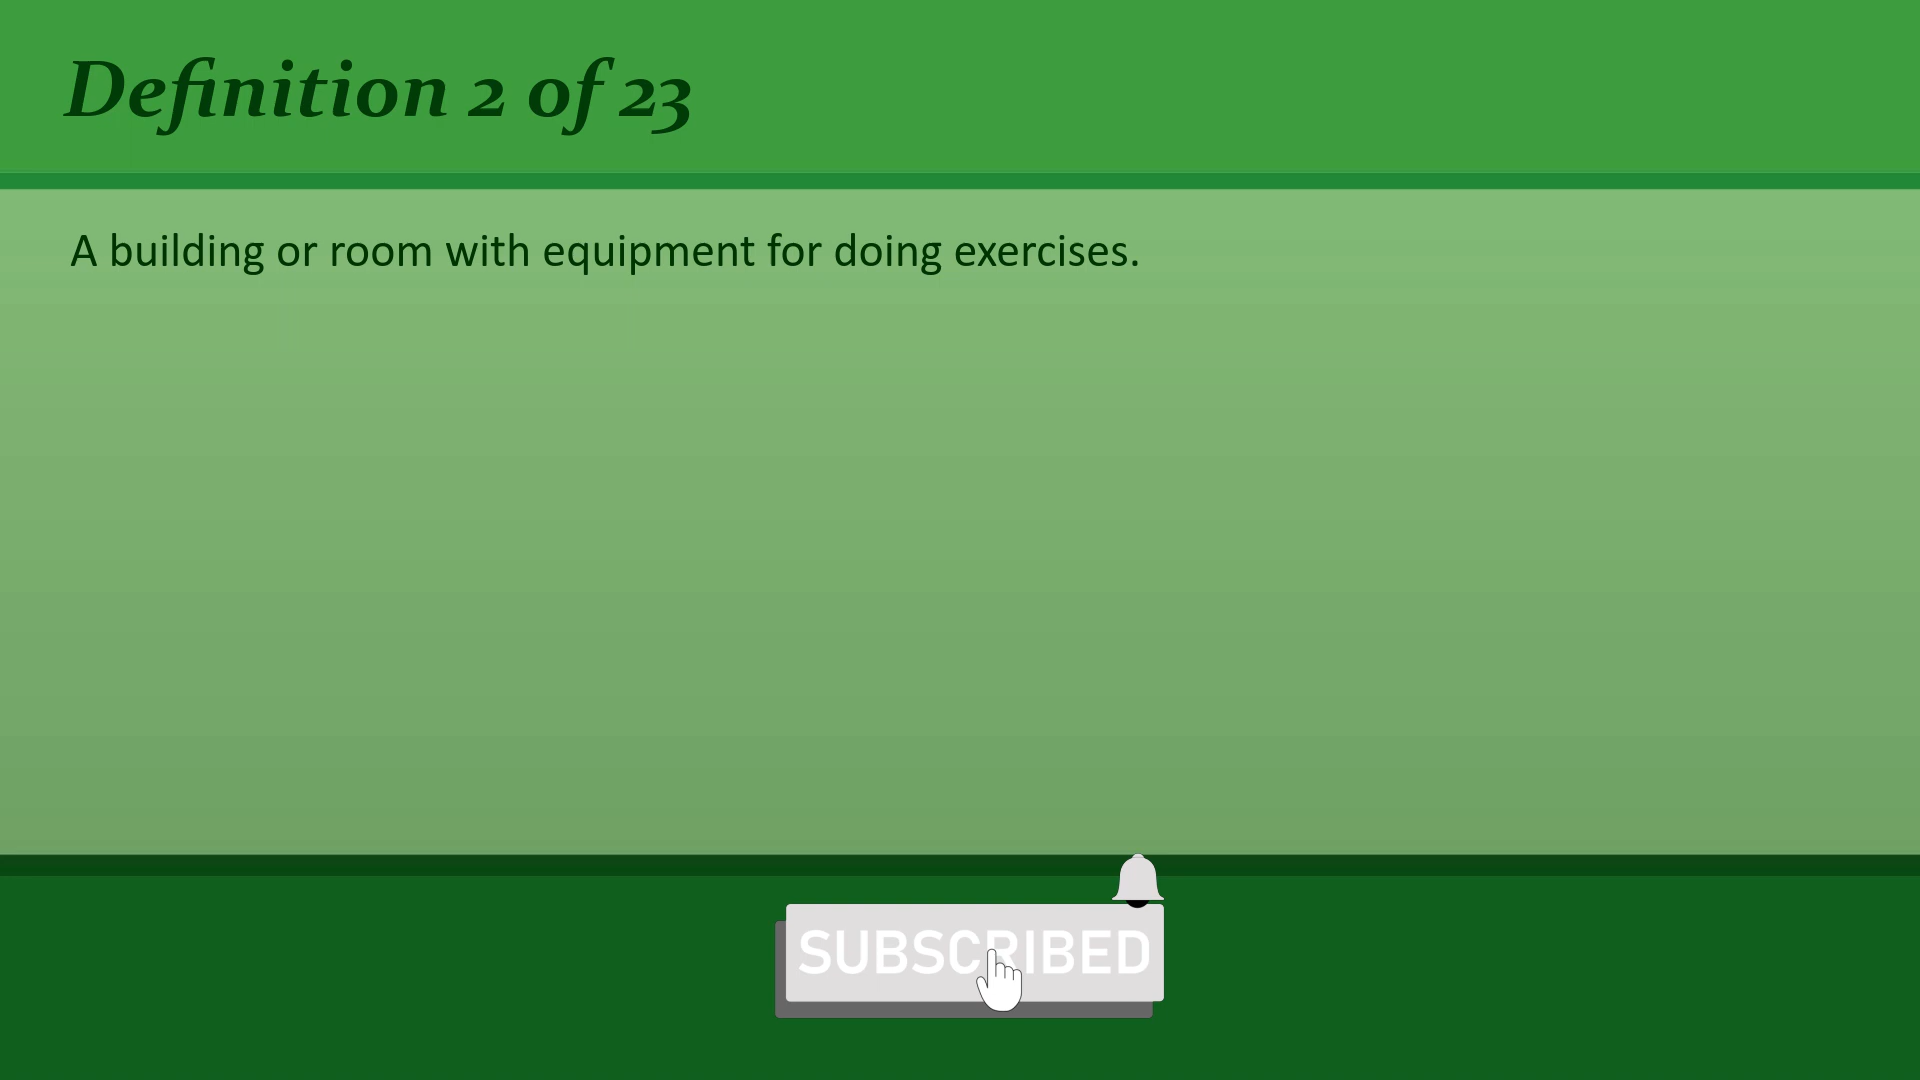 Definition 2 of 23
A building or room with equipment for doing exercises.
SUBSCRIBED